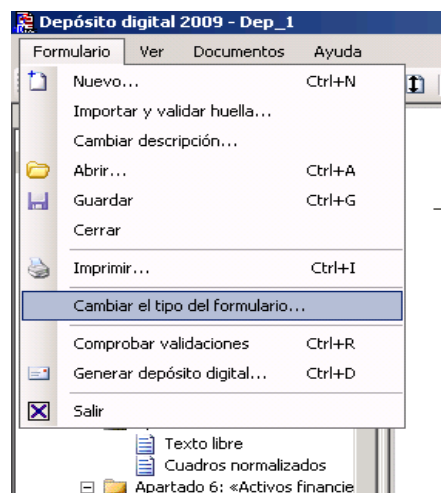 Depósito digital 2009 - Dep_1
Formulario Ver Documentos Ayuda
Nuevo... Ctrl+N
Importar y validar huella...
Cambiar descripción...
Abrir... Ctrl+A
Guardar Ctrl+G
Cerrar
Imprimir... Ctrl+I
Cambiar el tipo del formulario...
Comprobar validaciones Ctrl+R
Generar depósito digital... Ctrl+D
Salir
Texto libre
Cuadros normalizados
Apartado 6: «Activos financie